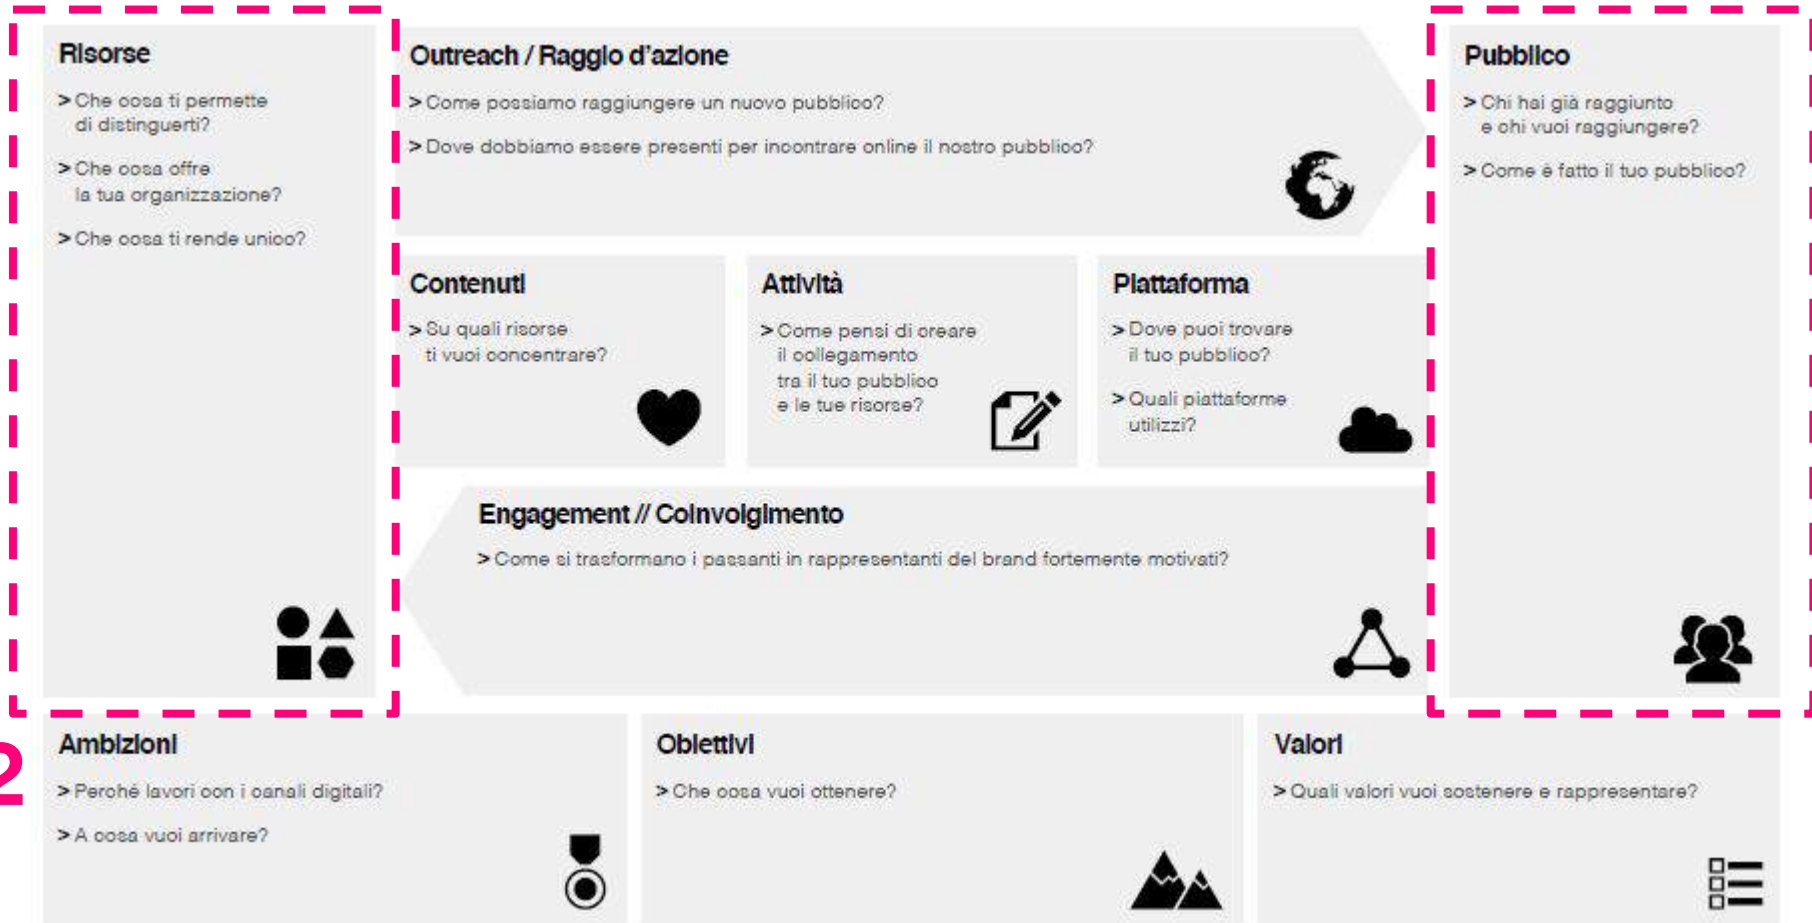 Risorse
> Che cosa ti permette
di distinguerti?
> Che cosa offre
la tua organizzazione?
> Che cosa ti rende unico?
Outreach / Raggio d'azione
> Come possiamo raggiungere un nuovo pubblico?
> Dove dobbiamo essere presenti per incontrare online il nostro pubblico?
Pubblico
> Chi hai già raggiunto
e chi vuoi raggiungere?
> Come è fatto il tuo pubblico?
Contenuti
> Su quali risorse
ti vuoi concentrare?
Attività
> Come pensi di creare
il collegamento
tra il tuo pubblico
e le tue risorse?
Piattaforma
> Dove puoi trovare
il tuo pubblico?
> Quali piattaforme
utilizzi?
Engagement // Coinvolgimento
> Come si trasformano i passanti in rappresentanti del brand fortemente motivati?
2
Ambizioni
> Perché lavori con i canali digitali?
> A cosa vuoi arrivare?
Obiettivi
> Che cosa vuoi ottenere?
Valori
> Quali valori vuoi sostenere e rappresentare?